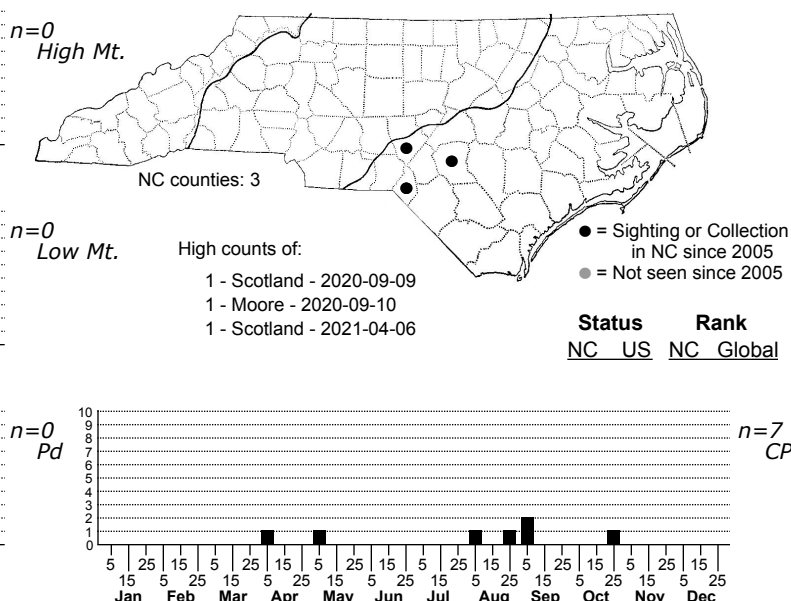 n=0
High Mt.
NC counties: 3
n=0
Low Mt.
High counts of:
1 - Scotland - 2020-09-09
1 - Moore - 2020-09-10
1 - Scotland - 2021-04-06
= Sighting or Collection
in NC since 2005
= Not seen since 2005
Status Rank
NC US NC Global
n=0
Pd
n=7
CP
10
9
8
7
6
5
4
3
2
1
0
5 25 15 5 25 15 5 25 15 5 25 15 5 25 15 5 25 15
15 5 25 15 5 25 15 5 25 15 5 25 15 5 25 15 5 25
Jan Feb Mar Apr May Jun Jul Aug Sep Oct Nov Dec